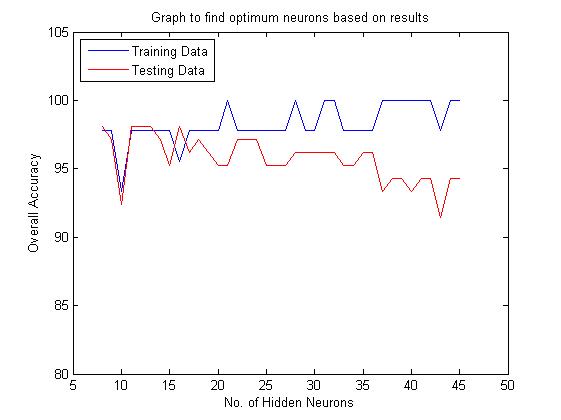 Graph to find optimum neurons based on results
105
Training Data
Testing Data
100
95
90
85
80
Overall Accuracy
5 10 15 20 25 30 35 40 45 50
No. of Hidden Neurons